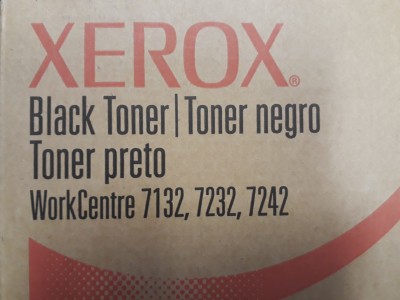 XEROX®
Black Toner | Toner negro
Toner preto
WorkCentre 7132, 7232, 7242